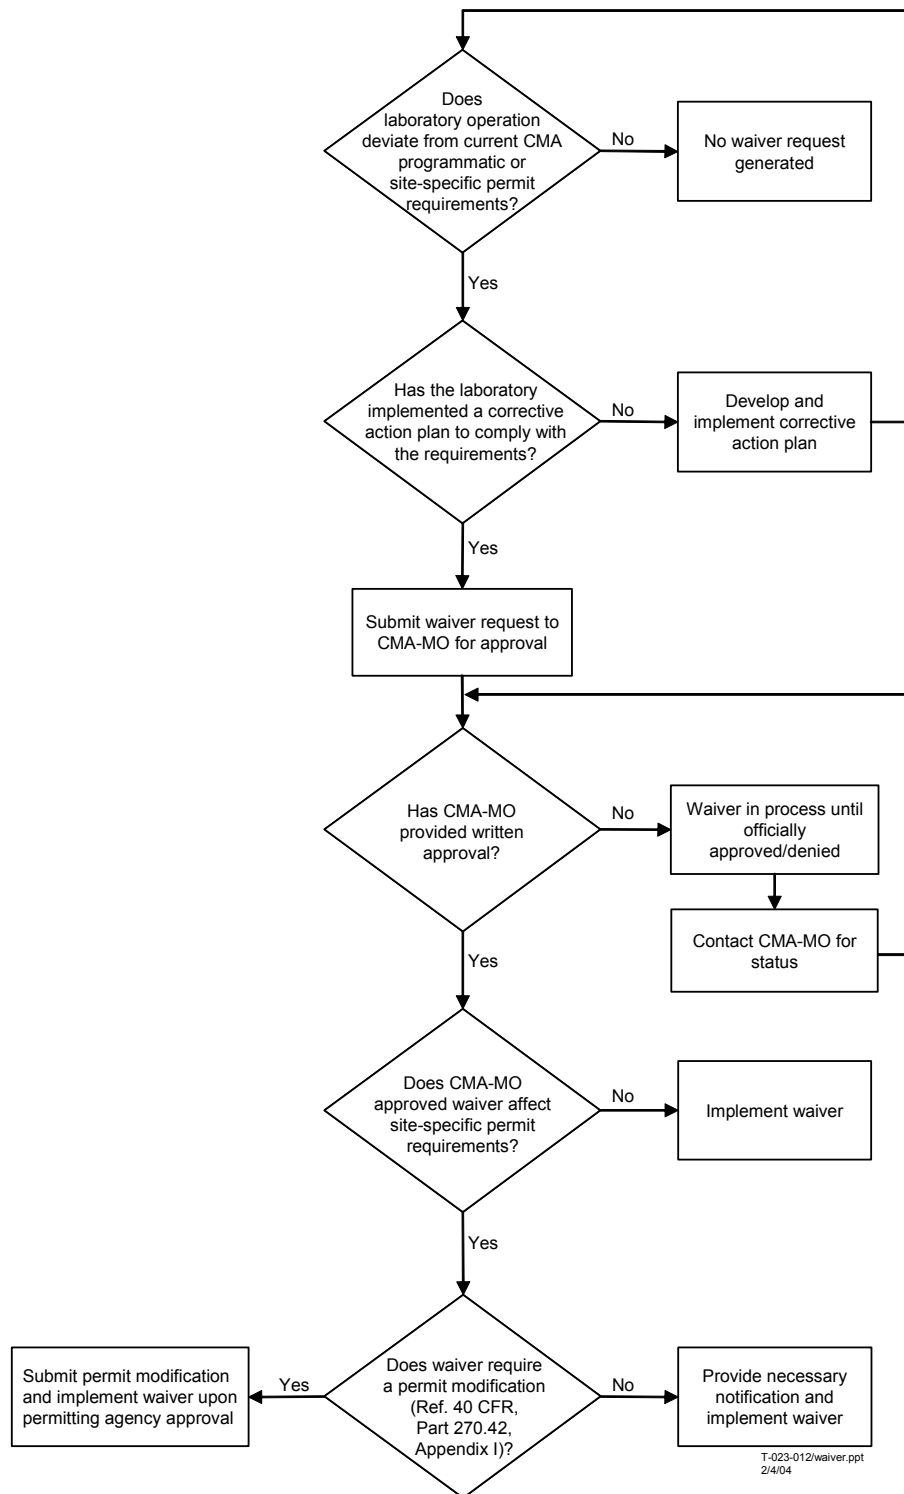 Does
laboratory operation
deviate from current CMA
programmatic or
site-specific permit
requirements?
No
No waiver request
generated
Yes
Has the laboratory
implemented a corrective
action plan to comply with
the requirements?
No
Develop and
implement corrective
action plan
Yes
Submit waiver request to
CMA-MO for approval
Has CMA-MO
provided written
approval?
No
Waiver in process until
officially
approved/denied
Contact CMA-MO for
status
Yes
Does CMA-MO
approved waiver affect
site-specific permit
requirements?
No
Implement waiver
Yes
Submit permit modification
and implement waiver upon
permitting agency approval
Yes
Does waiver require
a permit modification
(Ref. 40 CFR,
Part 270.42,
Appendix I)?
No
Provide necessary
notification and
implement waiver
T-023-012/waiver.ppt
2/4/04